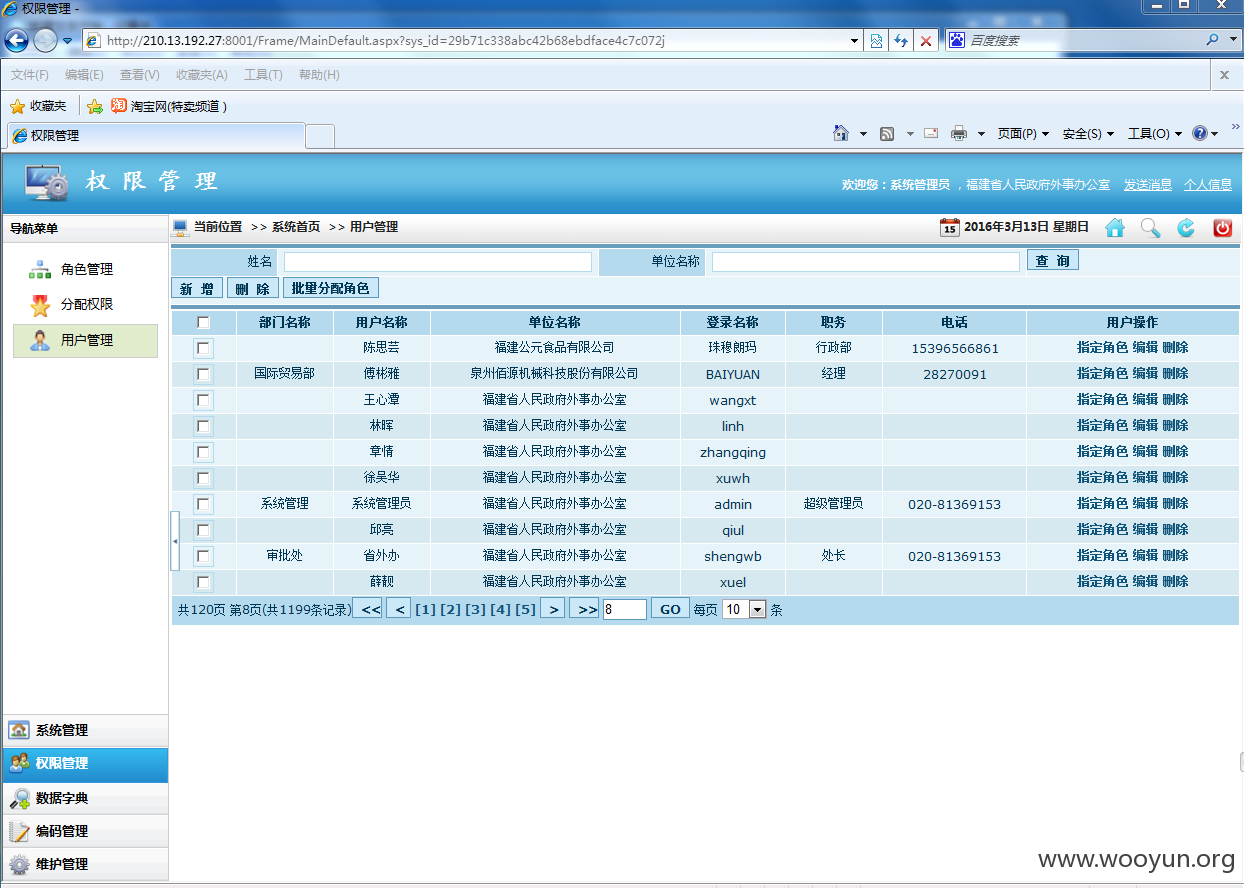 权限管理 -
http://210.13.192.27:8001/Frame/MainDefault.aspx?sys_id=29b71c338abc42b68ebdface4c7c072j
百度搜索
文件(F) 编辑(E) 查看(V) 收藏夹(A) 工具(T) 帮助(H)
收藏夹 淘宝网(特卖频道 )
权限管理
页面(P) 安全(S) 工具(O)
权限管理
欢迎您：系统管理员 ，福建省人民政府外事办公室 发送消息 个人信息
导航菜单
当前位置 >> 系统首页 >> 用户管理
15 2016年3月13日 星期日
角色管理
分配权限
用户管理
姓名 单位名称 查 询
新 增 删 除 批量分配角色
部门名称 用户名称 单位名称 登录名称 职务 电话 用户操作
陈思芸 福建公元食品有限公司 珠穆朗玛 行政部 15396566861 指定角色 编辑 删除
国际贸易部 傅彬雅 泉州佰源机械科技股份有限公司 BAIYUAN 经理 28270091 指定角色 编辑 删除
王心潭 福建省人民政府外事办公室 wangxt 指定角色 编辑 删除
林晖 福建省人民政府外事办公室 linh 指定角色 编辑 删除
章情 福建省人民政府外事办公室 zhangqing 指定角色 编辑 删除
徐吴华 福建省人民政府外事办公室 xuwh 指定角色 编辑 删除
系统管理 系统管理员 福建省人民政府外事办公室 admin 超级管理员 020-81369153 指定角色 编辑 删除
邱亮 福建省人民政府外事办公室 qiul 指定角色 编辑 删除
审批处 省外办 福建省人民政府外事办公室 shengwb 处长 020-81369153 指定角色 编辑 删除
薛靓 福建省人民政府外事办公室 xuel 指定角色 编辑 删除
共120页 第8页(共1199条记录) << < [1] [2] [3] [4] [5] > >> 8 GO 每页 10 条
系统管理
权限管理
数据字典
编码管理
维护管理
www.wooyun.org